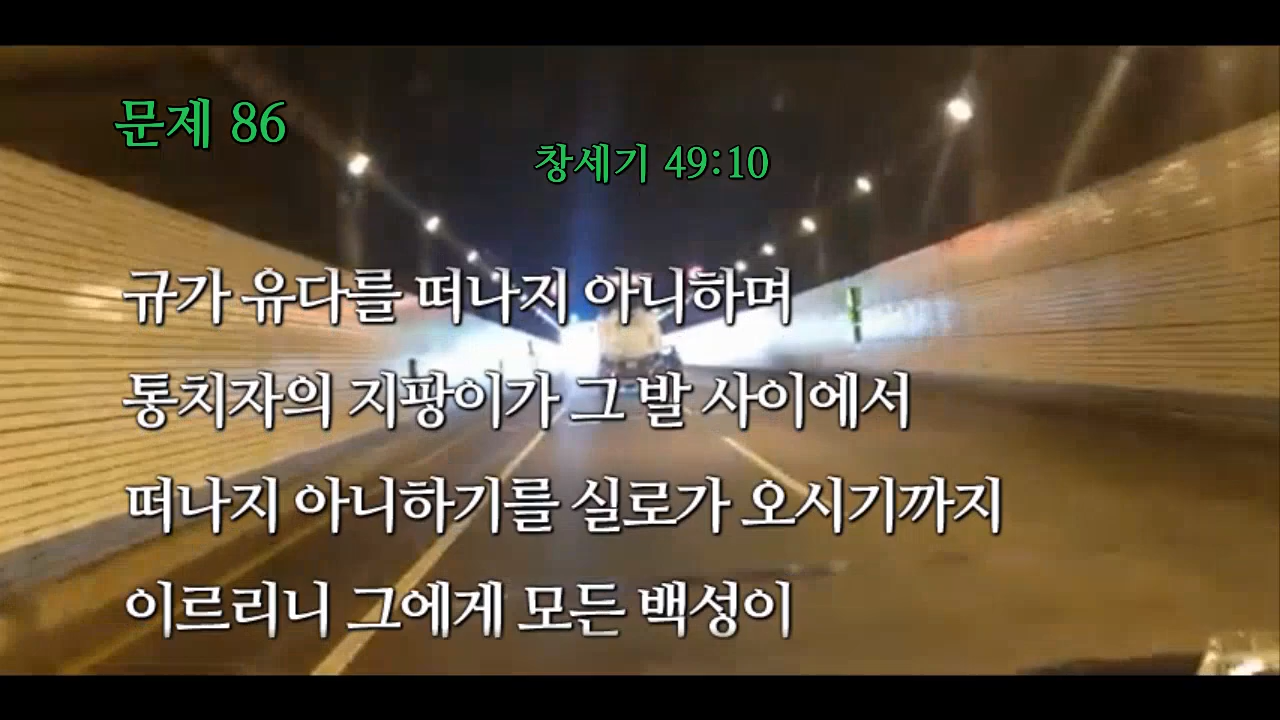 문제 86
창세기 49:10
규가 유다를 떠나지 아니하며
통치자의 지팡이가 그 발 사이에서
떠나지 아니하기를 실로가 오시기까지
이르리니 그에게 모든 백성이